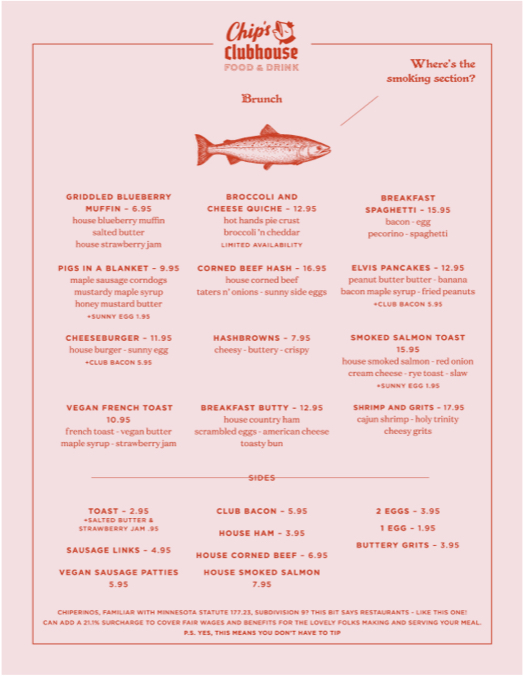 Chip's
Clubhouse
FOOD & DRINK
Where's the
smoking section?
Brunch
GRIDDLED BLUEBERRY
MUFFIN - 6.95
house blueberry muffin
salted butter
house strawberry jam
BROCCOLI AND
CHEESE QUICHE - 12.95
hot hands pie crust
broccoli 'n cheddar
LIMITED AVAILABILITY
BREAKFAST
SPAGHETTI - 15.95
bacon - egg
pecorino - spaghetti
PIGS IN A BLANKET - 9.95
maple sausage corndogs
mustardy maple syrup
honey mustard butter
+SUNNY EGG 1.95
CORNED BEEF HASH - 16.95
house corned beef
taters n' onions - sunny side eggs
ELVIS PANCAKES - 12.95
peanut butter butter - banana
bacon maple syrup - fried peanuts
+CLUB BACON 5.95
CHEESEBURGER - 11.95
house burger - sunny egg
+CLUB BACON 5.95
HASHBROWNS - 7.95
cheesy - buttery - crispy
SMOKED SALMON TOAST
15.95
house smoked salmon - red onion
cream cheese - rye toast - slaw
+SUNNY EGG 1.95
VEGAN FRENCH TOAST
10.95
french toast - vegan butter
maple syrup - strawberry jam
BREAKFAST BUTTY - 12.95
house country ham
scrambled eggs - american cheese
toasty bun
SHRIMP AND GRITS - 17.95
cajun shrimp - holy trinity
cheesy grits
SIDES
TOAST - 2.95
+SALTED BUTTER &
STRAWBERRY JAM .95
SAUSAGE LINKS - 4.95
VEGAN SAUSAGE PATTIES
5.95
CLUB BACON - 5.95
HOUSE HAM - 3.95
HOUSE CORNED BEEF - 6.95
HOUSE SMOKED SALMON
7.95
2 EGGS - 3.95
1 EGG - 1.95
BUTTERY GRITS - 3.95
CHIPERINOS, FAMILIAR WITH MINNESOTA STATUTE 177.23, SUBDIVISION 9? THIS BIT SAYS RESTAURANTS - LIKE THIS ONE!
CAN ADD A 21.1% SURCHARGE TO COVER FAIR WAGES AND BENEFITS FOR THE LOVELY FOLKS MAKING AND SERVING YOUR MEAL.
P.S. YES, THIS MEANS YOU DON'T HAVE TO TIP